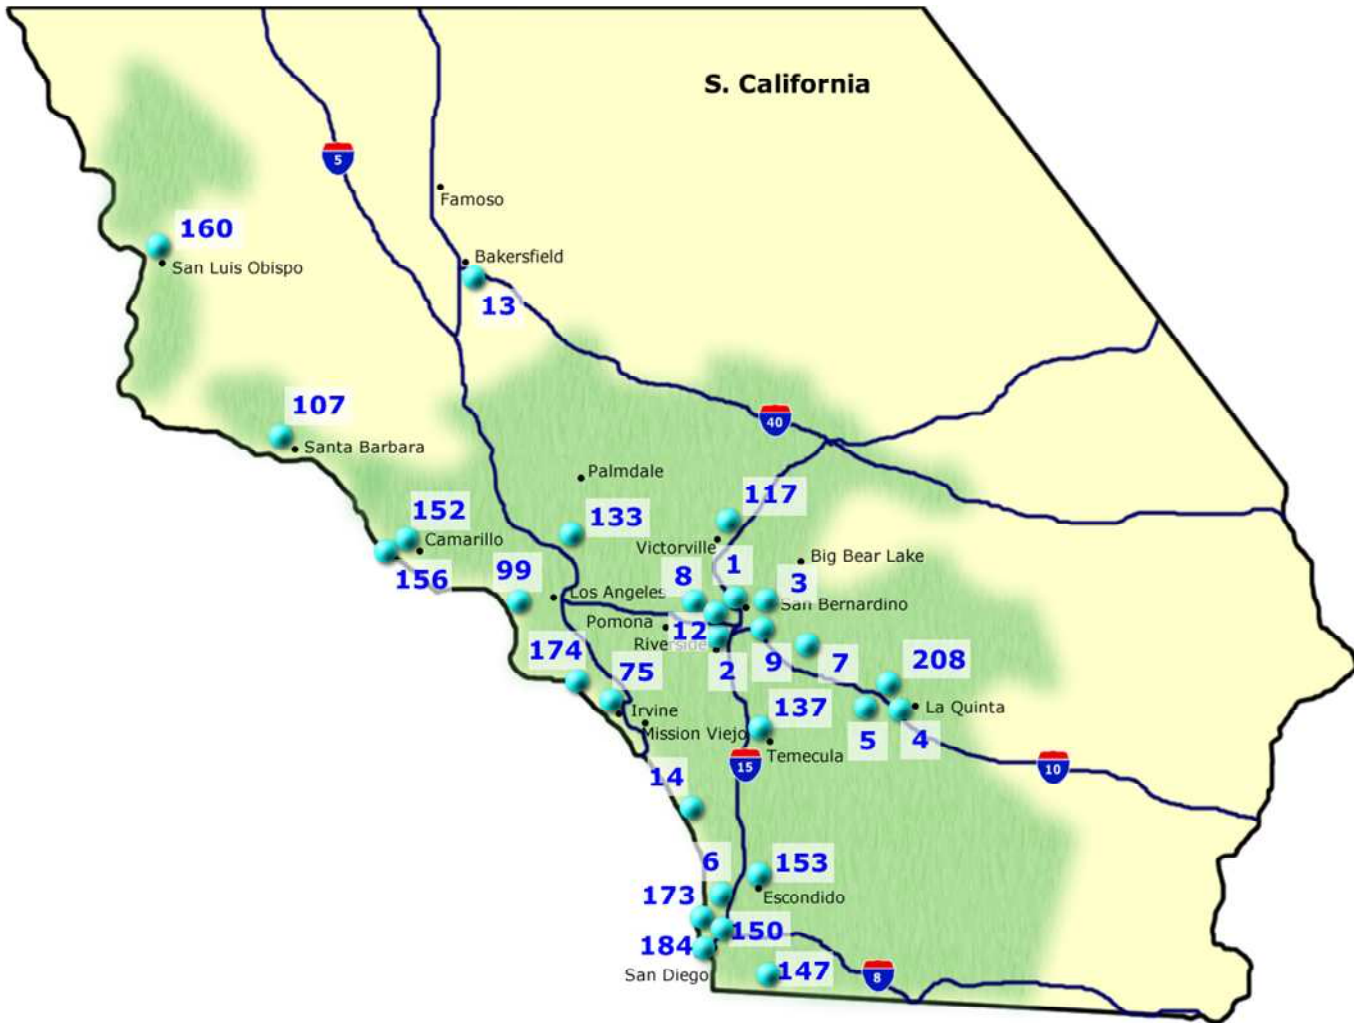 S. California
5
Famoso
160
San Luis Obispo
Bakersfield
13
107
Santa Barbara
40
Palmdale
117
152
133
Camarillo
Victorville
Big Bear Lake
156
99
8
1
3
Los Angeles
San Bernardino
Pomona
12
Riverside
174
75
2
9
7
208
Irvine
137
La Quinta
Mission Viejo
5
4
Temecula
15
10
14
6
153
173
Escondido
150
184
San Diego
147
8